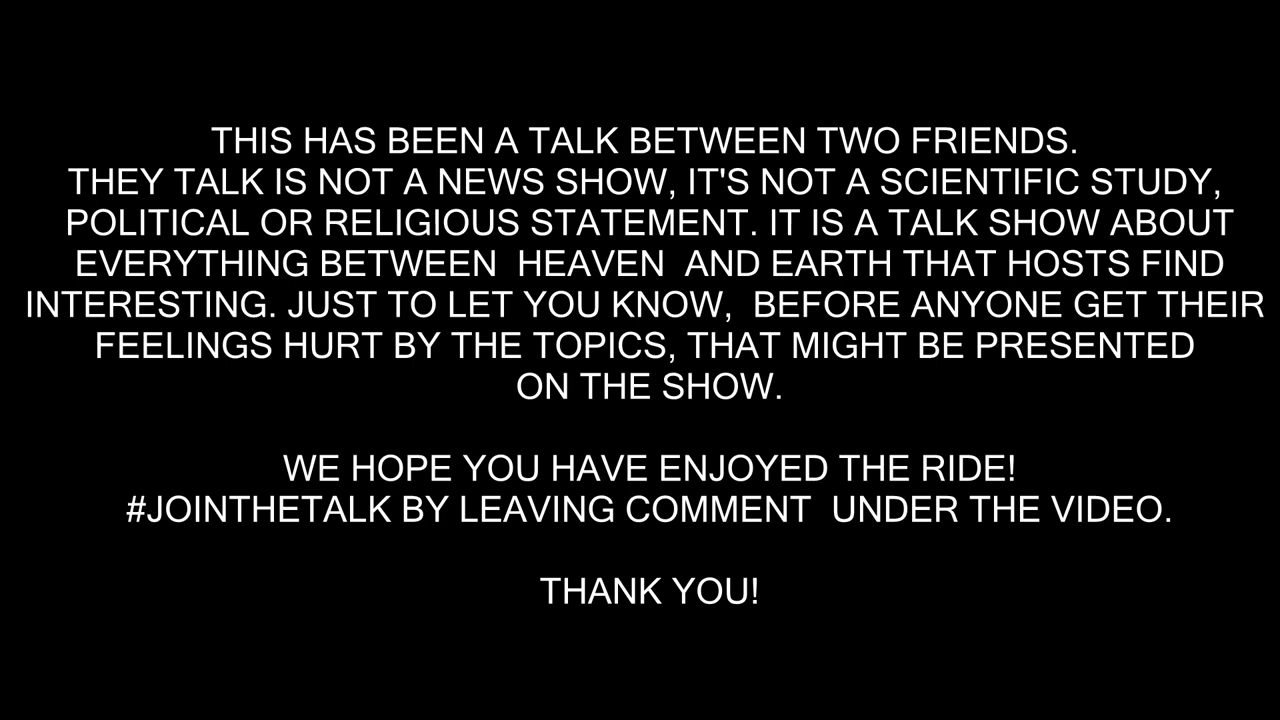 THIS HAS BEEN A TALK BETWEEN TWO FRIENDS.
THEY TALK IS NOT A NEWS SHOW, IT'S NOT A SCIENTIFIC STUDY,
POLITICAL OR RELIGIOUS STATEMENT. IT IS A TALK SHOW ABOUT
EVERYTHING BETWEEN  HEAVEN  AND EARTH THAT HOSTS FIND
INTERESTING. JUST TO LET YOU KNOW,  BEFORE ANYONE GET THEIR
FEELINGS HURT BY THE TOPICS, THAT MIGHT BE PRESENTED
ON THE SHOW.
WE HOPE YOU HAVE ENJOYED THE RIDE!
#JOINTHETALK BY LEAVING COMMENT  UNDER THE VIDEO.
THANK YOU!